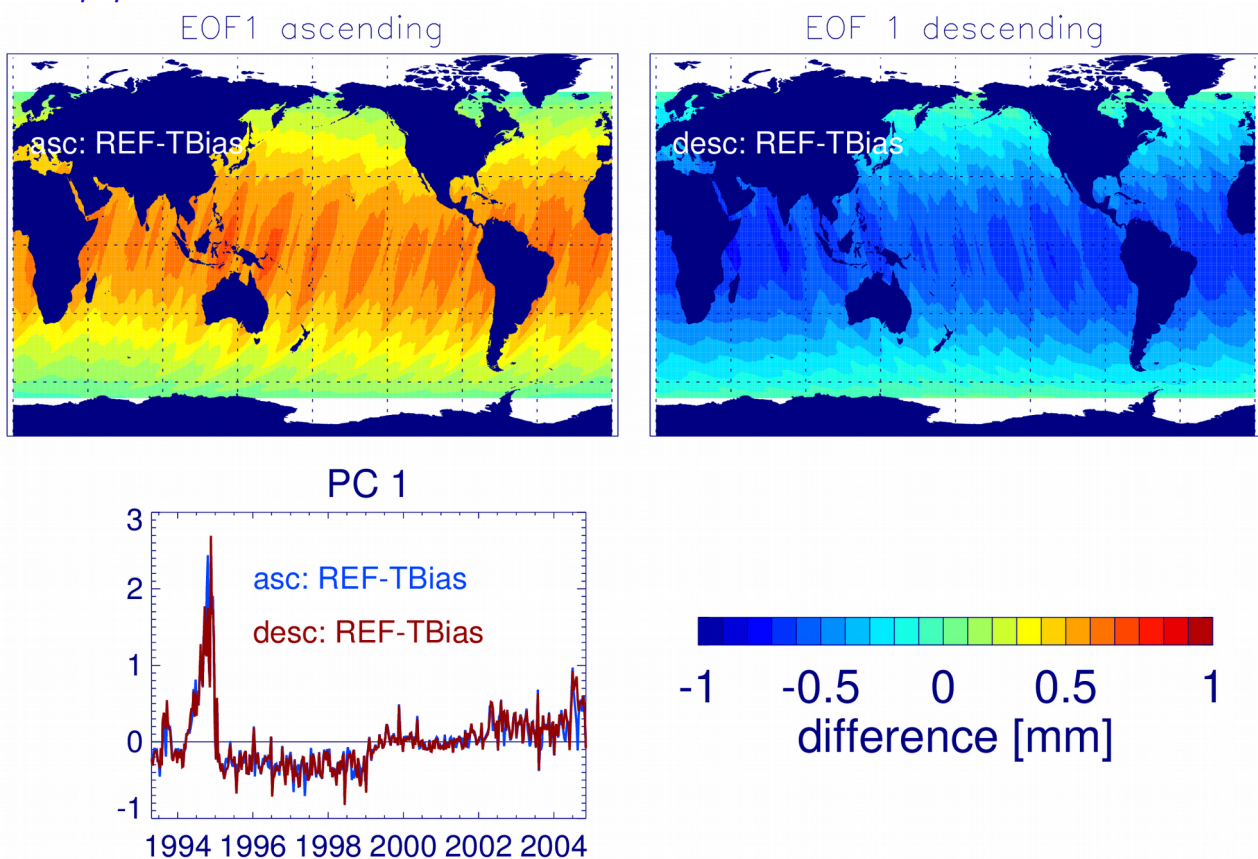 EOF1 ascending
EOF 1 descending
asc: REF-TBias
desc: REF-TBias
PC 1
3
2
1
0
-1
asc: REF-TBias
desc: REF-TBias
1994 1996 1998 2000 2002 2004
-1 -0.5 0 0.5 1
difference [mm]